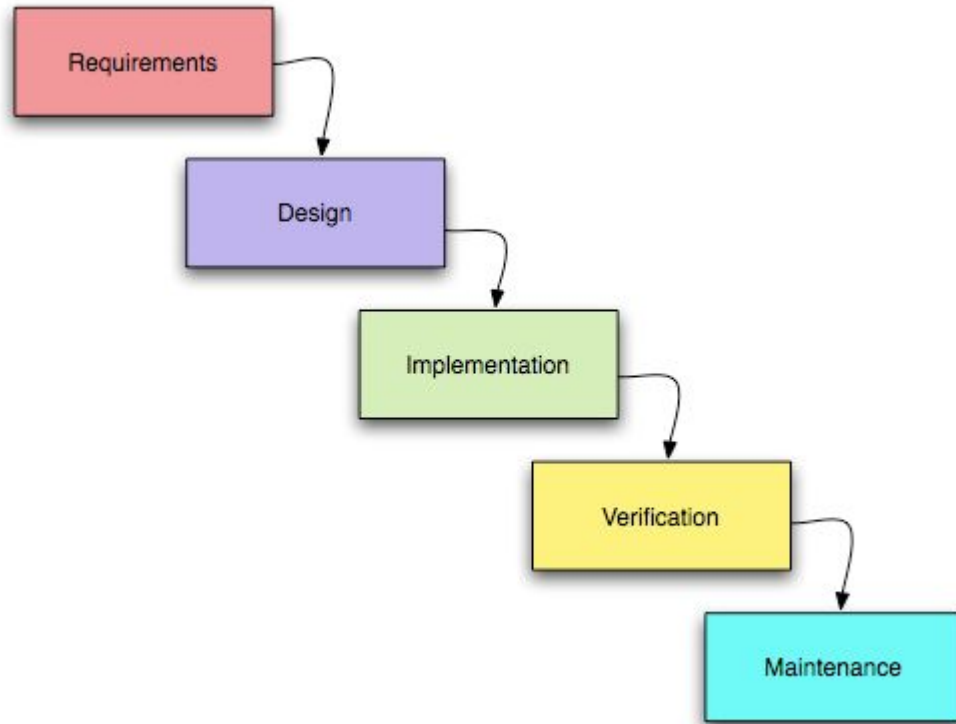 Requirements
Design
Implementation
Verification
Maintenance